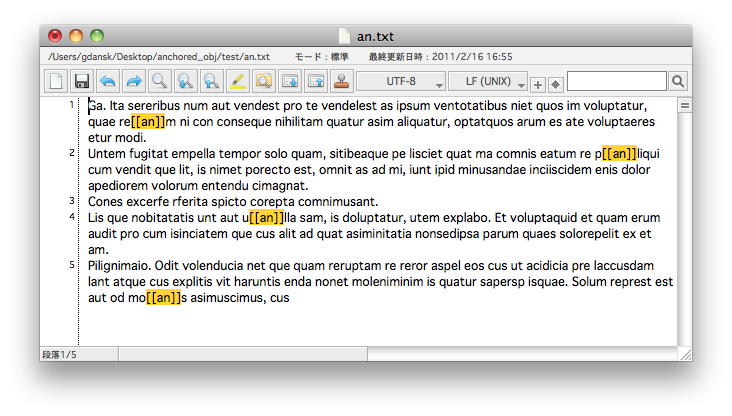 an.txt
/Users/gdansk/Desktop/anchored_obj/test/an.txt モード：標準 最終更新日時：2011/2/16 16:55
UTF-8 LF (UNIX)
1 Ga. Ita sereribus num aut vendest pro te vendelest as ipsum ventotatibus niet quos im voluptatur,
quae re[[an]]m ni con conseque nihilitam quatur asim aliquatur, optatquos arum es ate voluptaeres
etur modi.
2 Untem fugitat empella tempor solo quam, sitibeaque pe lisciet quat ma comnis eatum re p[[an]]liqui
cum vendit que lit, is nimet porecto est, omnit as ad mi, iunt ipid minusandae inciiscidem enis dolor
apediorem volorum entendu cimagnat.
3 Cones excerfe rferita spicto corepta comnimusant.
4 Lis que nobitatatis unt aut u[[an]]lla sam, is doluptatur, utem explabo. Et voluptaquid et quam erum
audit pro cum isinciatem que cus alit ad quat asiminitatia nonsedipsa parum quaes solorepelit ex et
am.
5 Pilignimaio. Odit volenducia net que quam reruptam re reror aspel eos cus ut acidicia pre laccusdam
lant atque cus explitis vit haruntis enda nonet moleniminim is quatur sapersp isquae. Solum represt est
aut od mo[[an]]s asimuscimus, cus
段落1/5